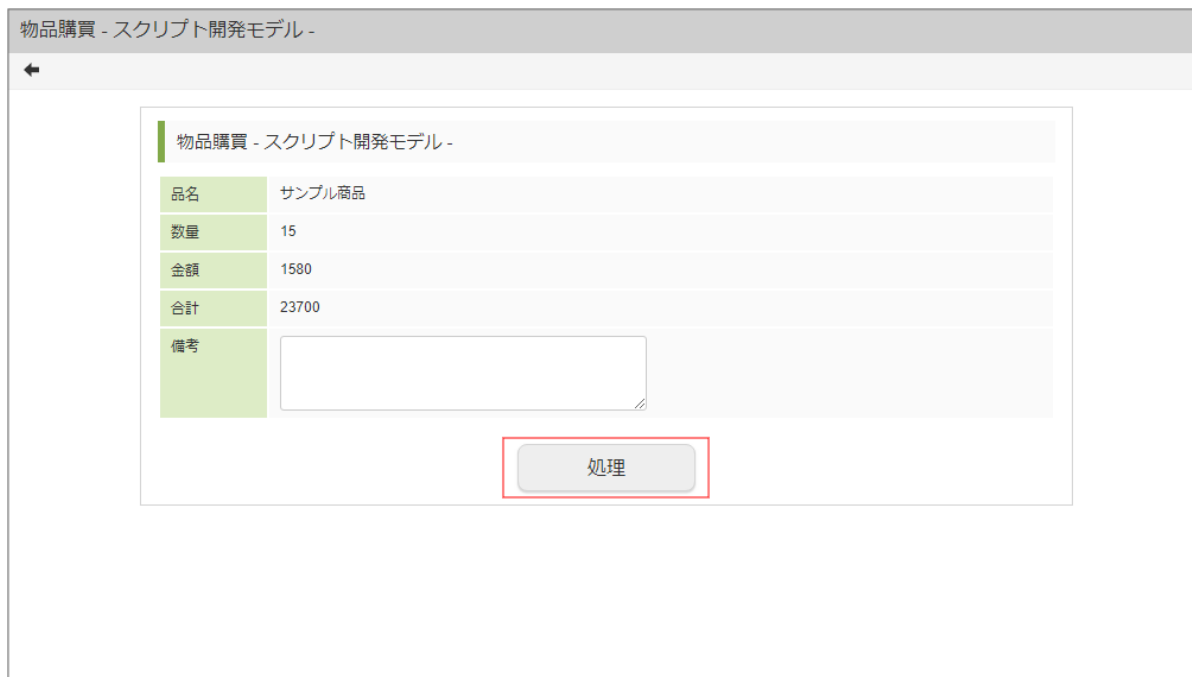 物品購買 - スクリプト開発モデル -
物品購買 - スクリプト開発モデル -
品名 サンプル商品
数量 15
金額 1580
合計 23700
備考
処理